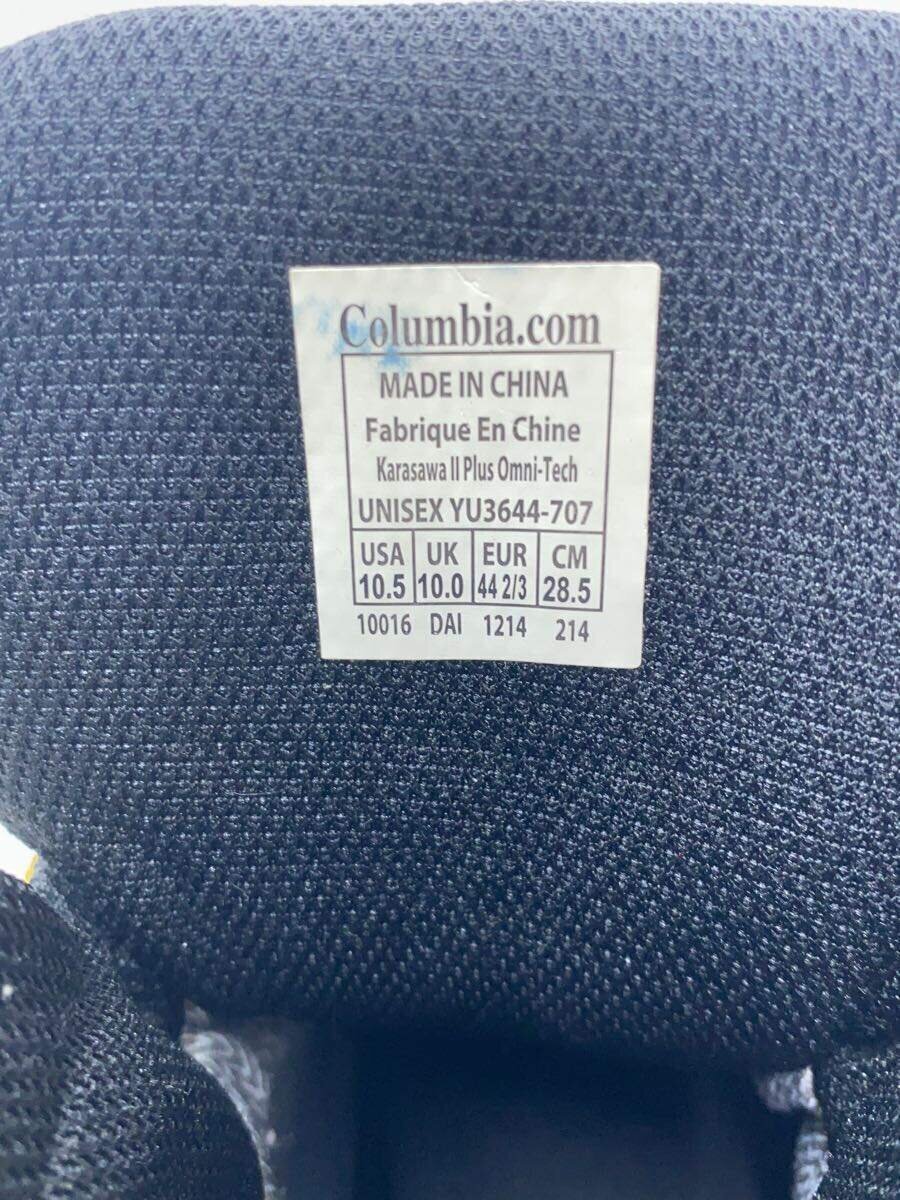 Columbia.com
MADE IN CHINA
Fabrique En Chine
Karasawa II Plus Omni-Tech
UNISEX YU3644-707
USA UK EUR CM
10.5 10.0 44 2/3 28.5
10016 DAI 1214 214